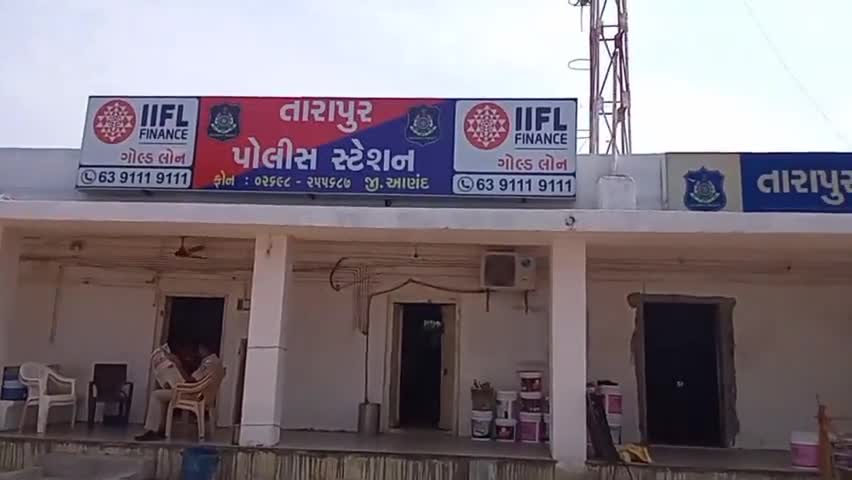 IIFL
FINANCE
ગોલ્ડ લોન
63 9111 9111
તારાપુર
પોલીસ સ્ટેશન
ફોન : ૦૨૬૯૮ - ૨૫૫૬૮૭ જી. આણંદ
IIFL
FINANCE
ગોલ્ડ લોન
63 9111 9111
તારાપુર